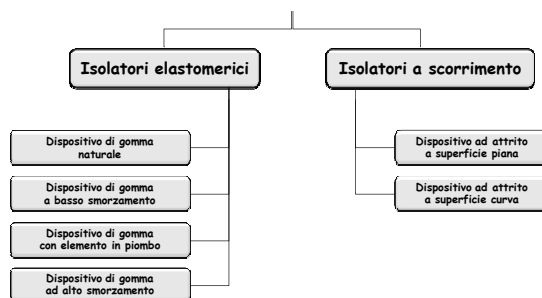 Isolatori elastomerici
Isolatori a scorrimento
Dispositivo di gomma
naturale
Dispositivo di gomma
a basso smorzamento
Dispositivo di gomma
con elemento in piombo
Dispositivo di gomma
ad alto smorzamento
Dispositivo ad attrito
a superficie piana
Dispositivo ad attrito
a superficie curva